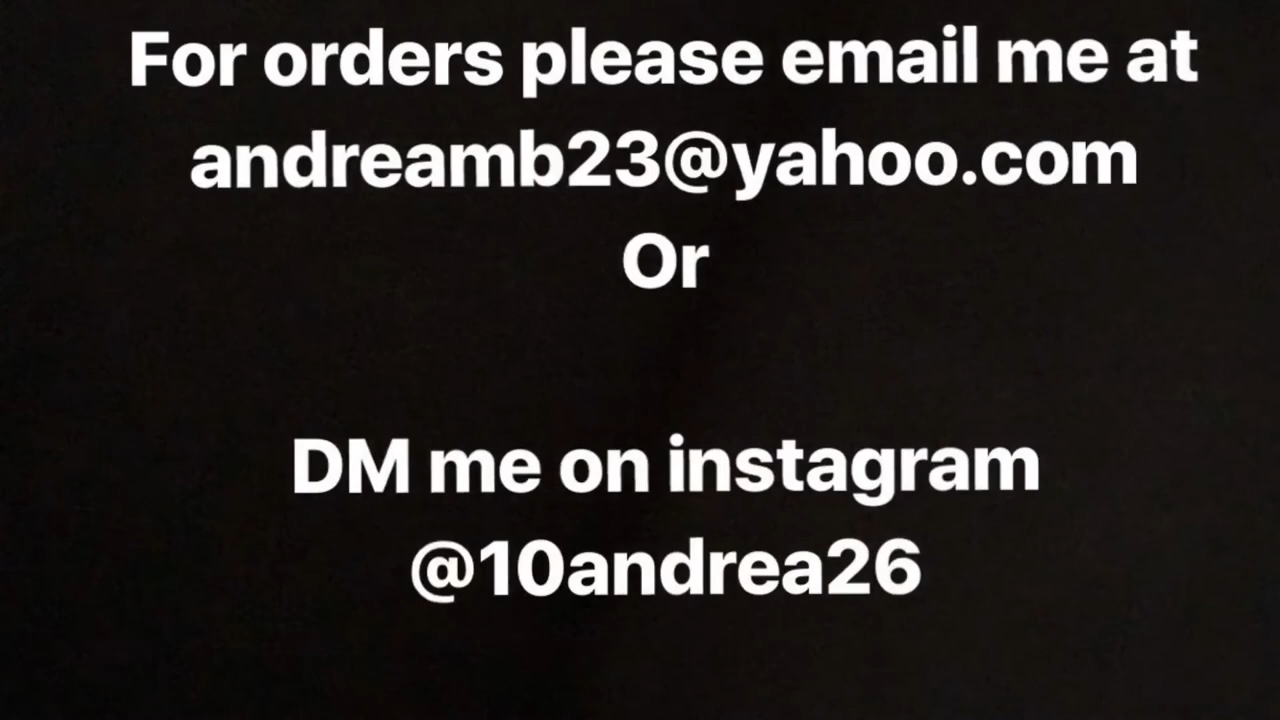 For orders please email me at
andreamb23@yahoo.com
Or
DM me on instagram
@10andrea26